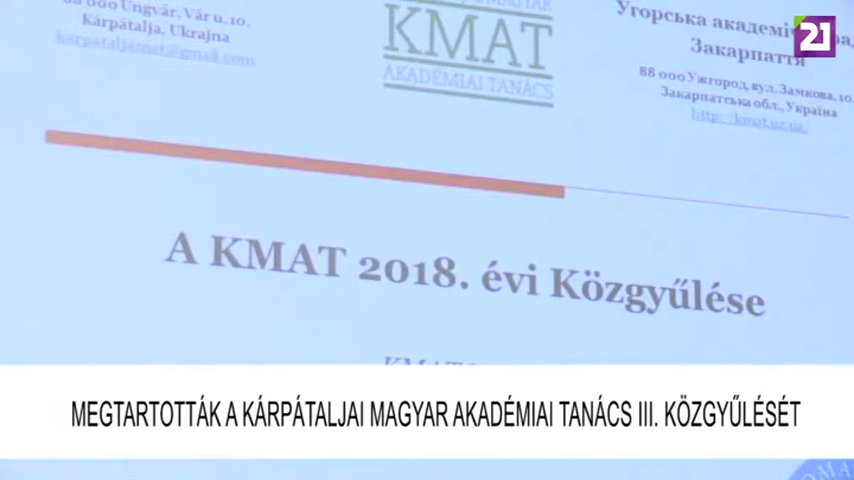 88 000 Ungvár, Vár u. 10.
Kárpátalja, Ukrajna
karpataljamat@gmail.com
KMAT
AKADÉMIAI TANÁCS
Угорська
Закарпаття
88 000 Ужгород, вул. Замкова, 10.
Закарпатська обл., Україна
http://kmat.uz.ua
21
A KMAT 2018. évi Közgyűlése
MEGTARTOTTÁK A KÁRPÁTALJAI MAGYAR AKADÉMIAI TANÁCS III. KÖZGYŰLÉSÉT